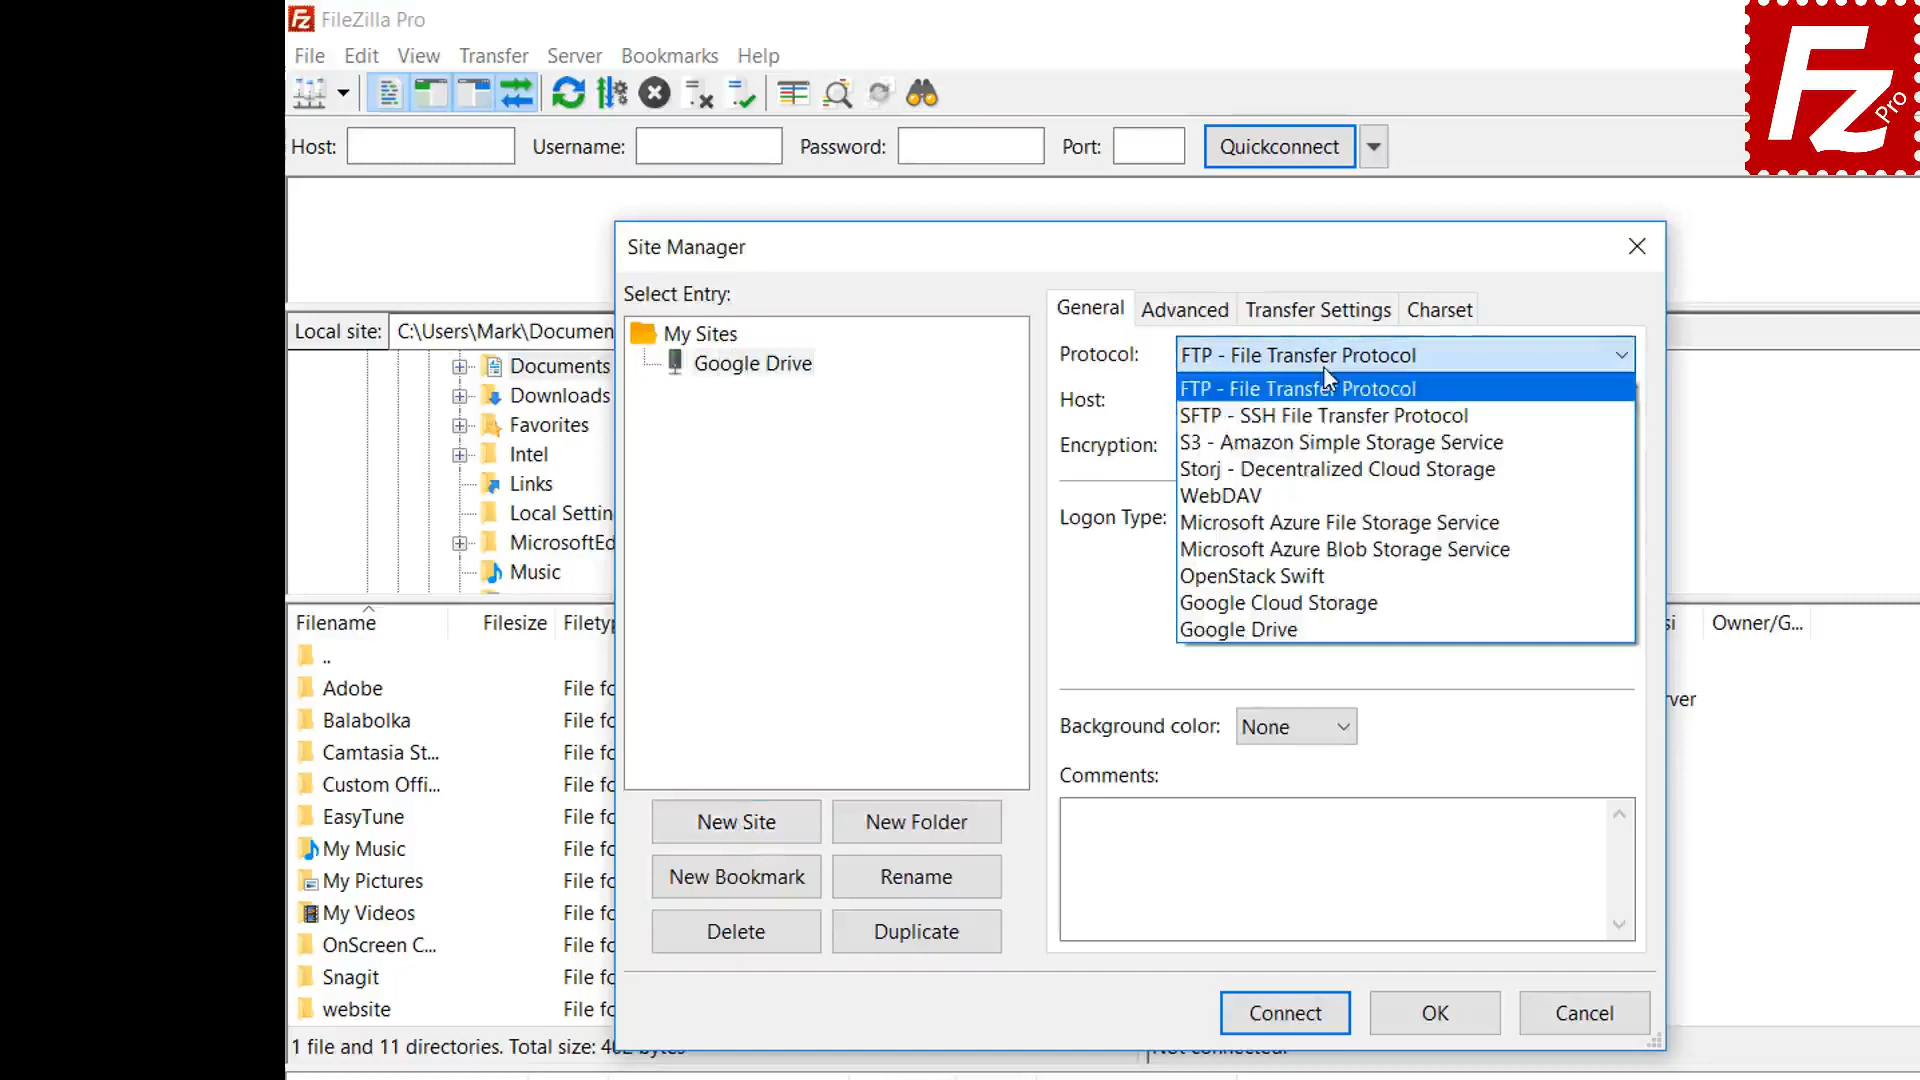 FileZilla Pro
File Edit View Transfer Server Bookmarks Help
Host: Username: Password: Port: Quickconnect
Fz Pro
Site Manager
Select Entry:
My Sites
Google Drive
General Advanced Transfer Settings Charset
Protocol: FTP - File Transfer Protocol
FTP - File Transfer Protocol
SFTP - SSH File Transfer Protocol
S3 - Amazon Simple Storage Service
Storj - Decentralized Cloud Storage
WebDAV
Microsoft Azure File Storage Service
Microsoft Azure Blob Storage Service
OpenStack Swift
Google Cloud Storage
Google Drive
Host:
Encryption:
Logon Type:
Background color: None
Comments:
New Site New Folder
New Bookmark Rename
Delete Duplicate
Connect OK Cancel
Local site: C:\Users\Mark\Documen
Documents
Downloads
Favorites
Intel
Links
Local Settin
MicrosoftEd
Music
Filename Filesize Filety
..
Adobe File fo
Balabolka File fo
Camtasia St... File fo
Custom Offi... File fo
EasyTune File fo
My Music File fo
My Pictures File fo
My Videos File fo
OnScreen C... File fo
Snagit File fo
website File fo
si Owner/G...
ver
1 file and 11 directories. Total size: 402 bytes
Not connected.